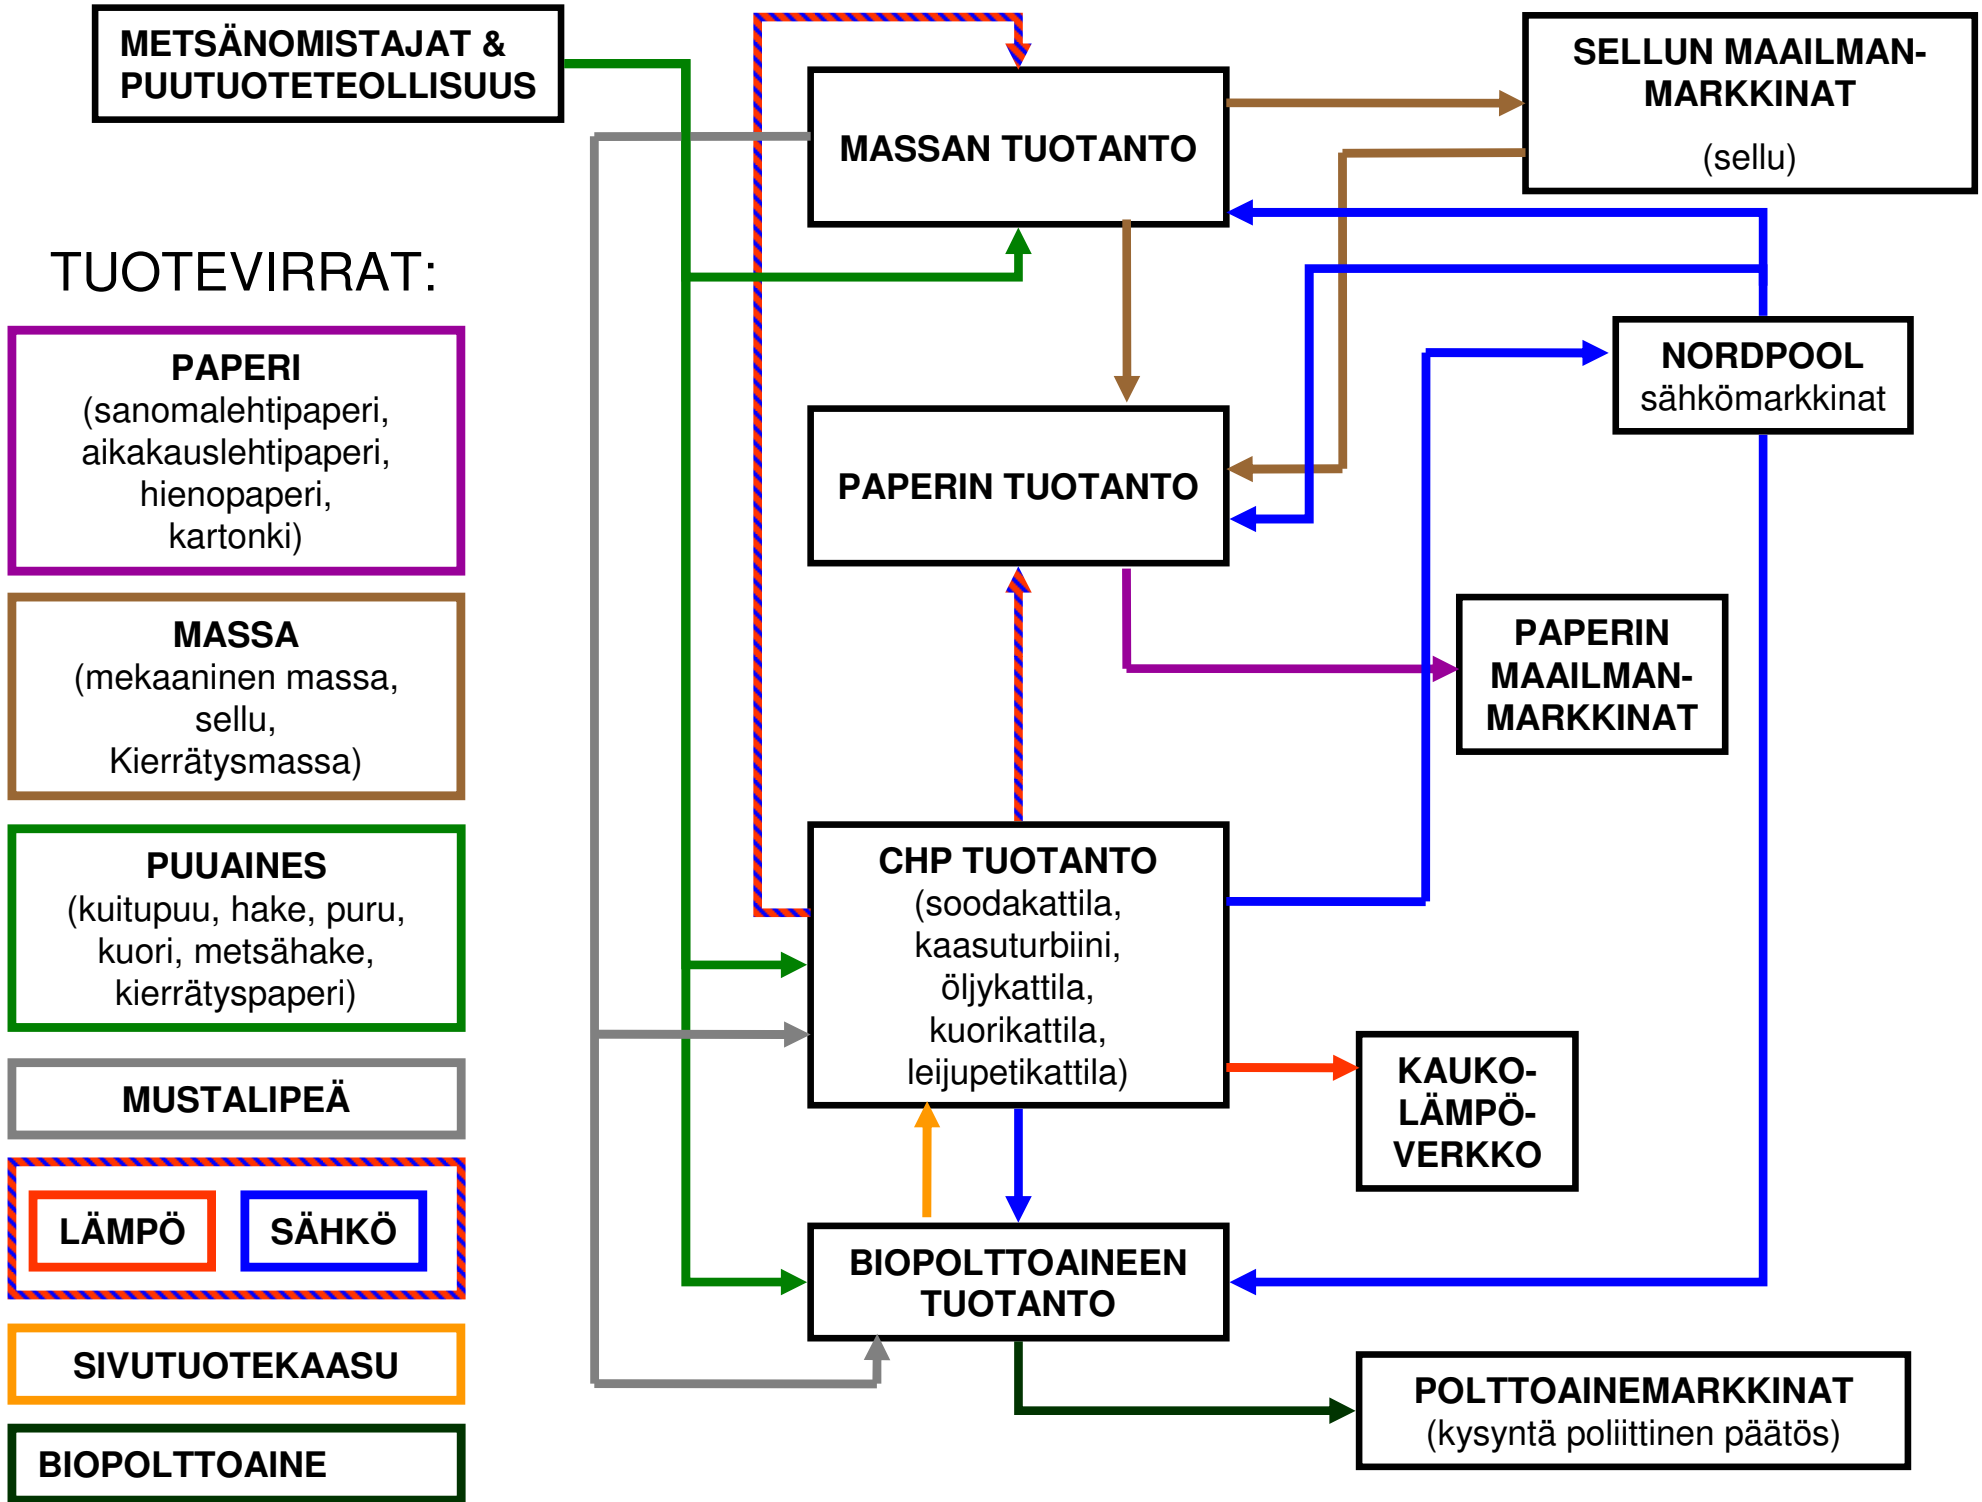 METSÄNOMISTAJAT &
PUUTUOTETEOLLISUUS
SELLUN MAAILMAN-
MARKKINAT
(sellu)
MASSAN TUOTANTO
TUOTEVIRRAT:
PAPERI
(sanomalehtipaperi,
aikakauslehtipaperi,
hienopaperi,
kartonki)
NORDPOOL
sähkömarkkinat
PAPERIN TUOTANTO
MASSA
(mekaaninen massa,
sellu,
Kierrätysmassa)
PAPERIN
MAAILMAN-
MARKKINAT
PUUAINES
(kuitupuu, hake, puru,
kuori, metsähake,
kierrätyspaperi)
CHP TUOTANTO
(soodakattila,
kaasuturbiini,
öljykattila,
kuorikattila,
leijupetikattila)
MUSTALIPEÄ
KAUKO-
LÄMPÖ-
VERKKO
LÄMPÖ
SÄHKÖ
BIOPOLTTOAINEEN
TUOTANTO
SIVUTUOTEKAASU
POLTTOAINEMARKKINAT
(kysyntä poliittinen päätös)
BIOPOLTTOAINE